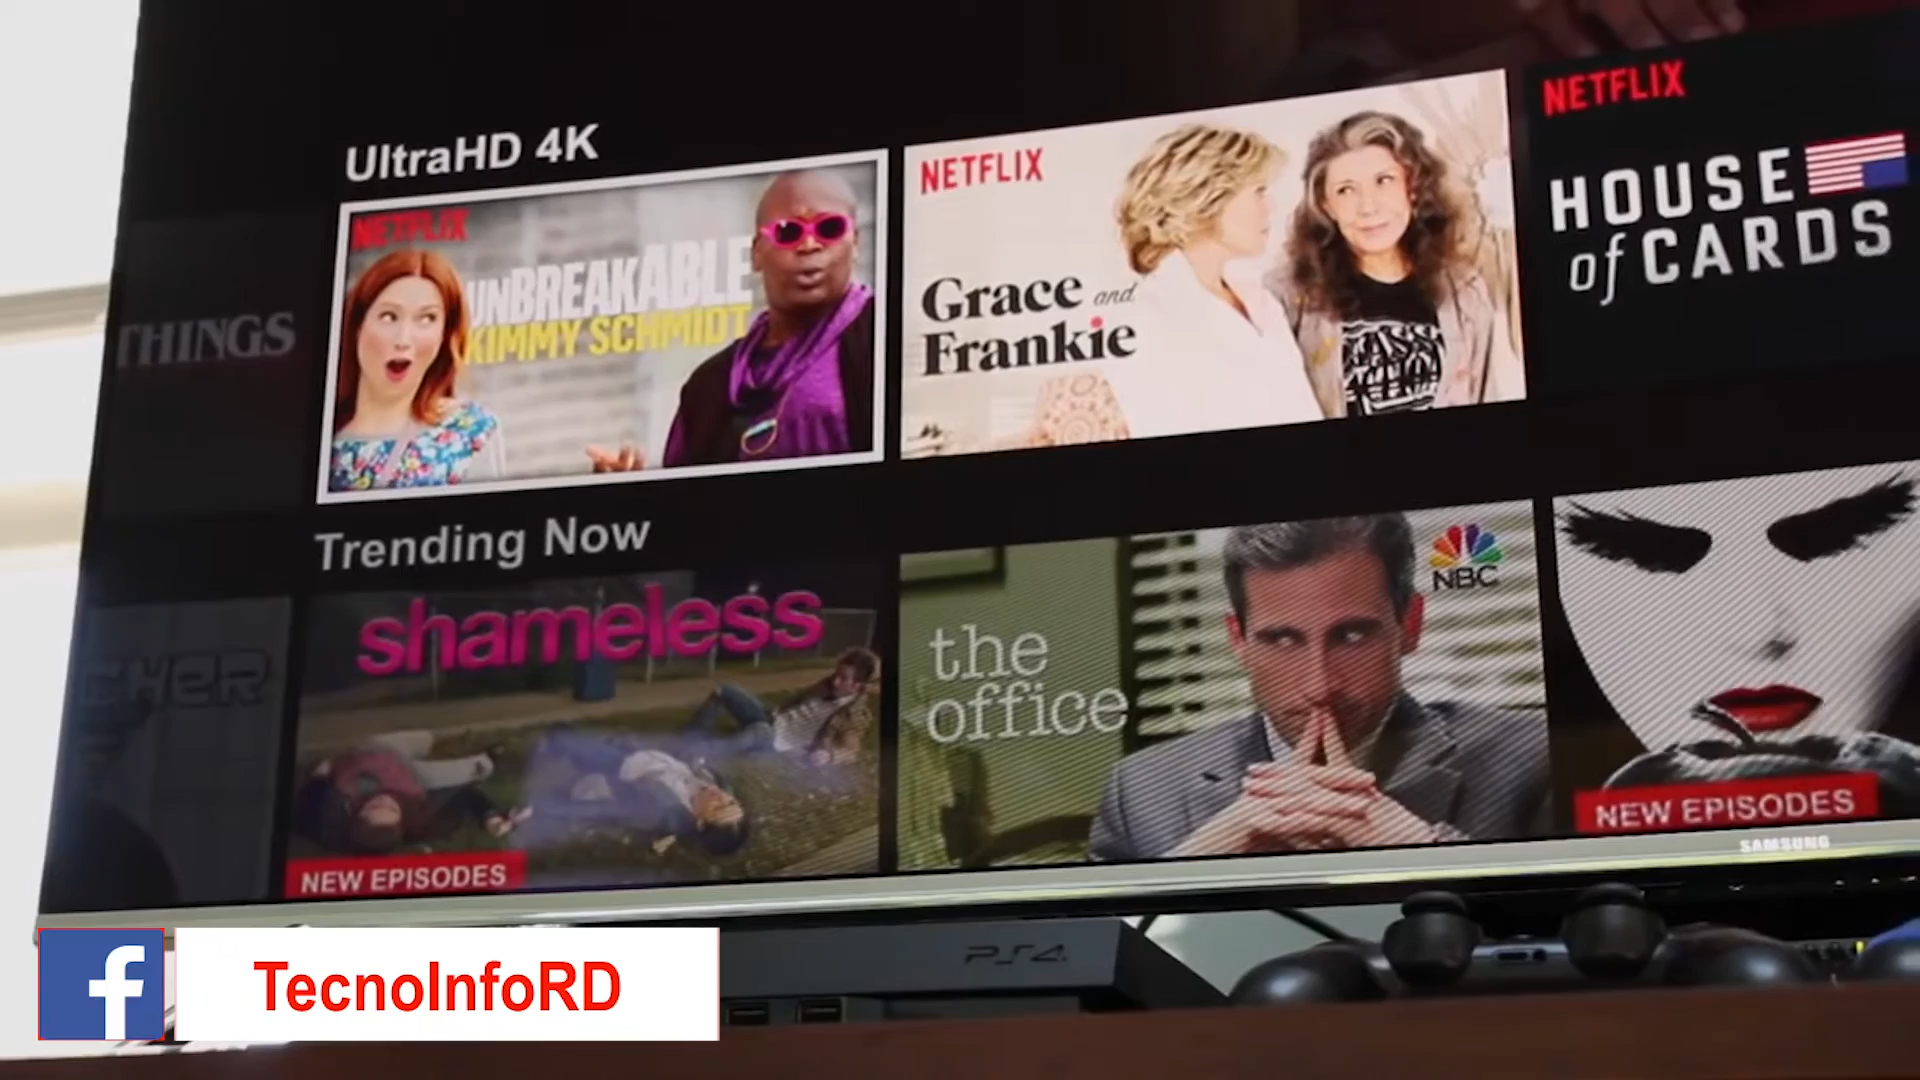 UltraHD 4K
THINGS
NETFLIX
UNBREAKABLE
KIMMY SCHMIDT
NETFLIX
Grace and
Frankie
NETFLIX
HOUSE
of CARDS
Trending Now
shameless
NEW EPISODES
the
office
NBC
NEW EPISODES
SAMSUNG
PS4
f
TecnoInfoRD